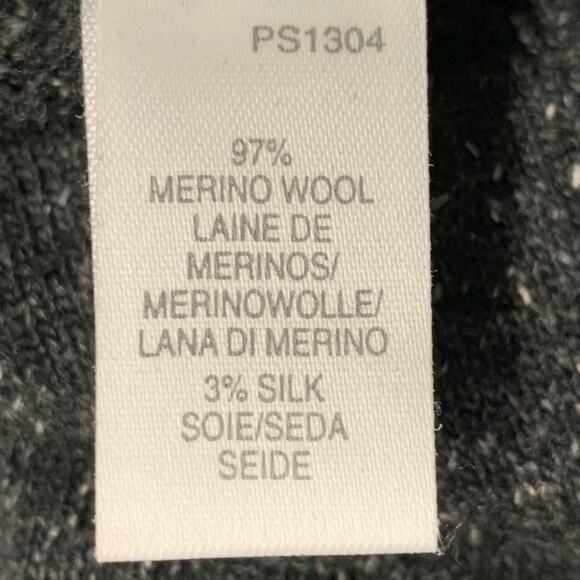 PS1304
97%
MERINO WOOL
LAINE DE
MERINOS/
MERINOWOLLE/
LANA DI MERINO
3% SILK
SOIE/SEDA
SEIDE